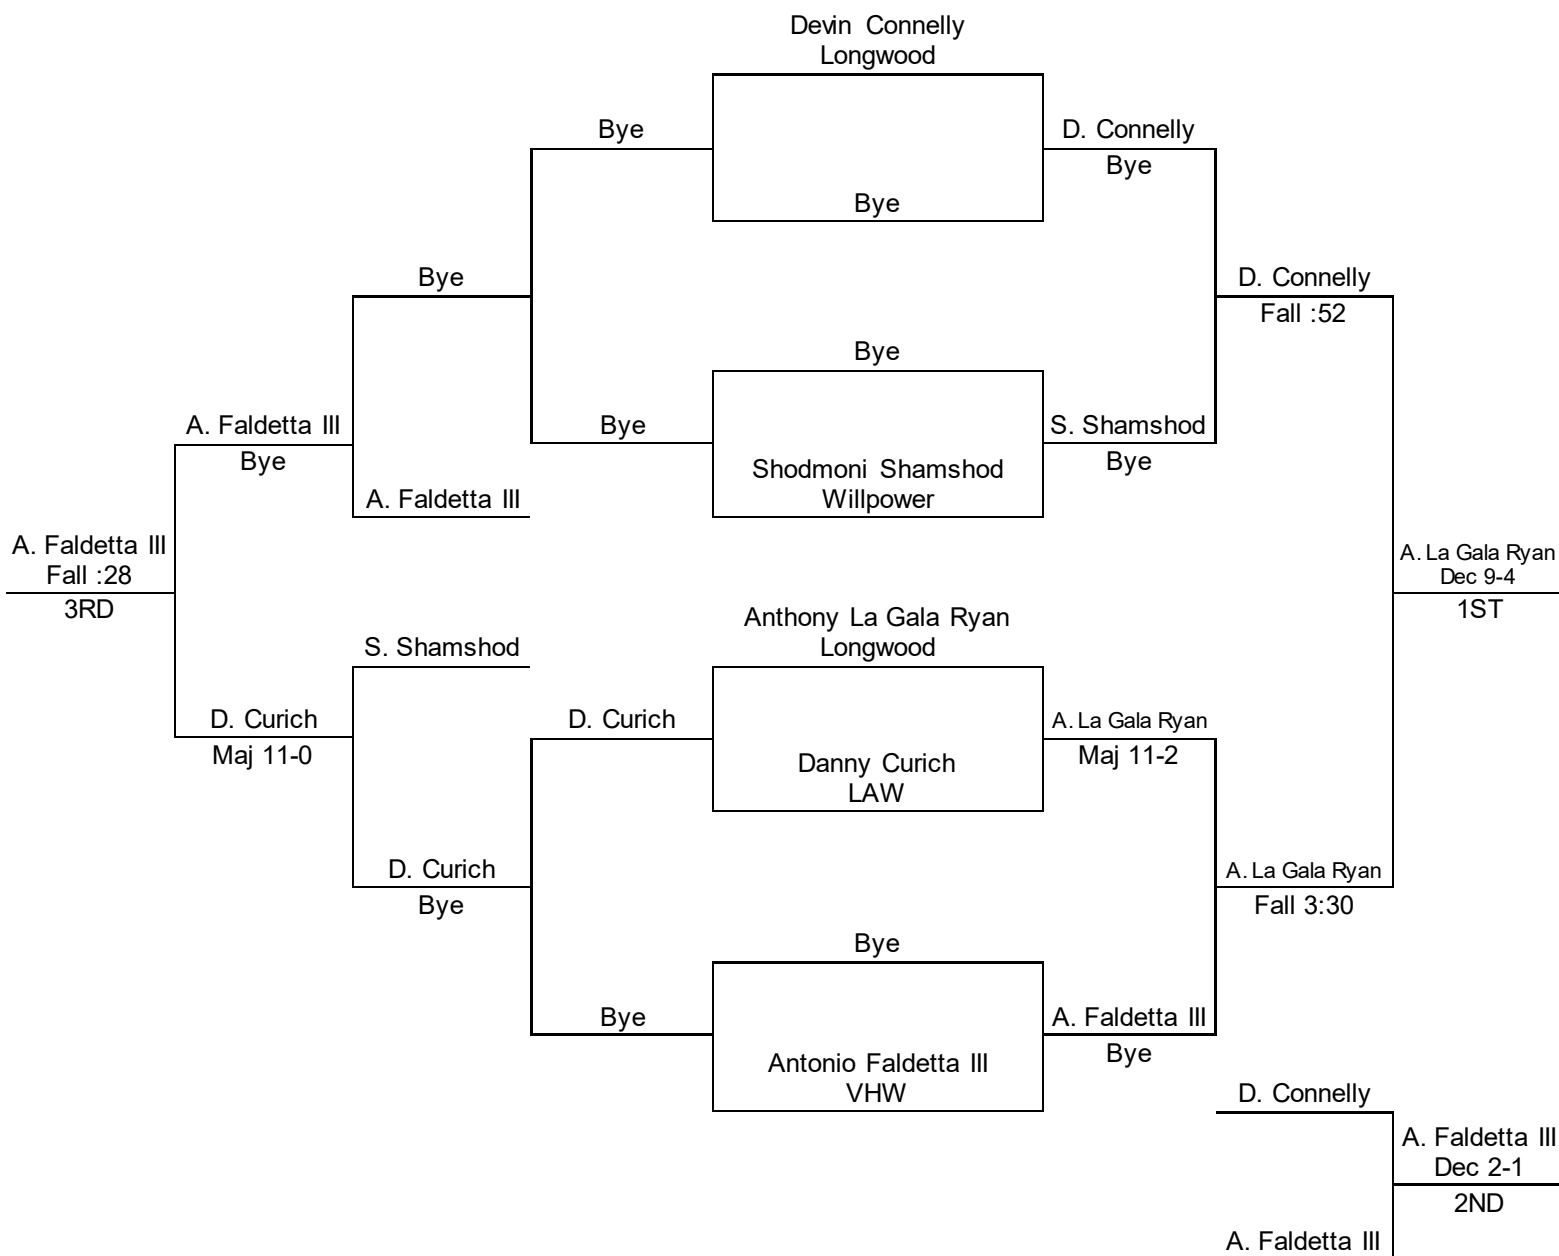 Devin Connelly
Longwood
Bye
D. Connelly
Bye
Bye
Bye
D. Connelly
Fall :52
Bye
A. Faldetta III
Bye
Bye
S. Shamshod
Bye
Shodmoni Shamshod
Willpower
A. Faldetta III
A. Faldetta III
Fall :28
3RD
A. La Gala Ryan
Dec 9-4
1ST
Anthony La Gala Ryan
Longwood
S. Shamshod
D. Curich
Maj 11-0
D. Curich
A. La Gala Ryan
Maj 11-2
Danny Curich
LAW
D. Curich
Bye
A. La Gala Ryan
Fall 3:30
Bye
Bye
A. Faldetta III
Bye
Antonio Faldetta III
VHW
D. Connelly
A. Faldetta III
Dec 2-1
2ND
A. Faldetta III